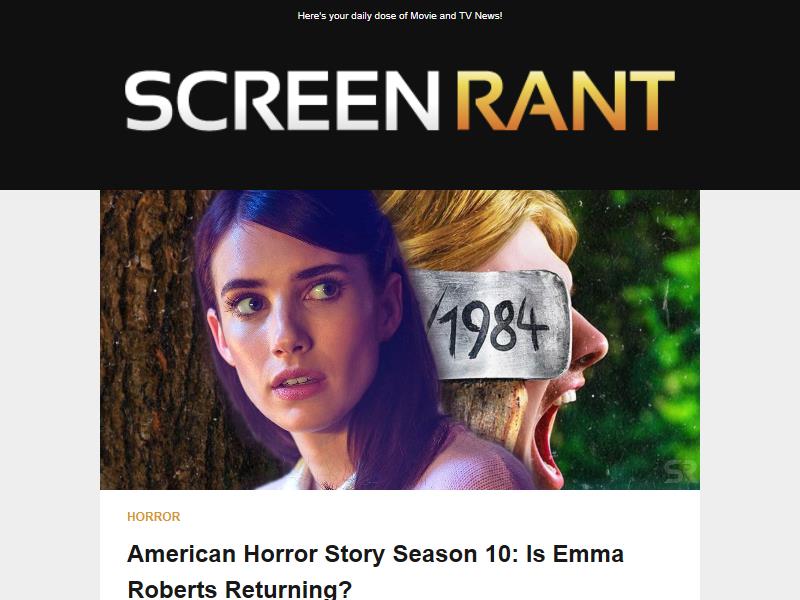 Here's your daily dose of Movie and TV News!
SCREEN RANT
/1984
SR
HORROR
American Horror Story Season 10: Is Emma
Roberts Returning?